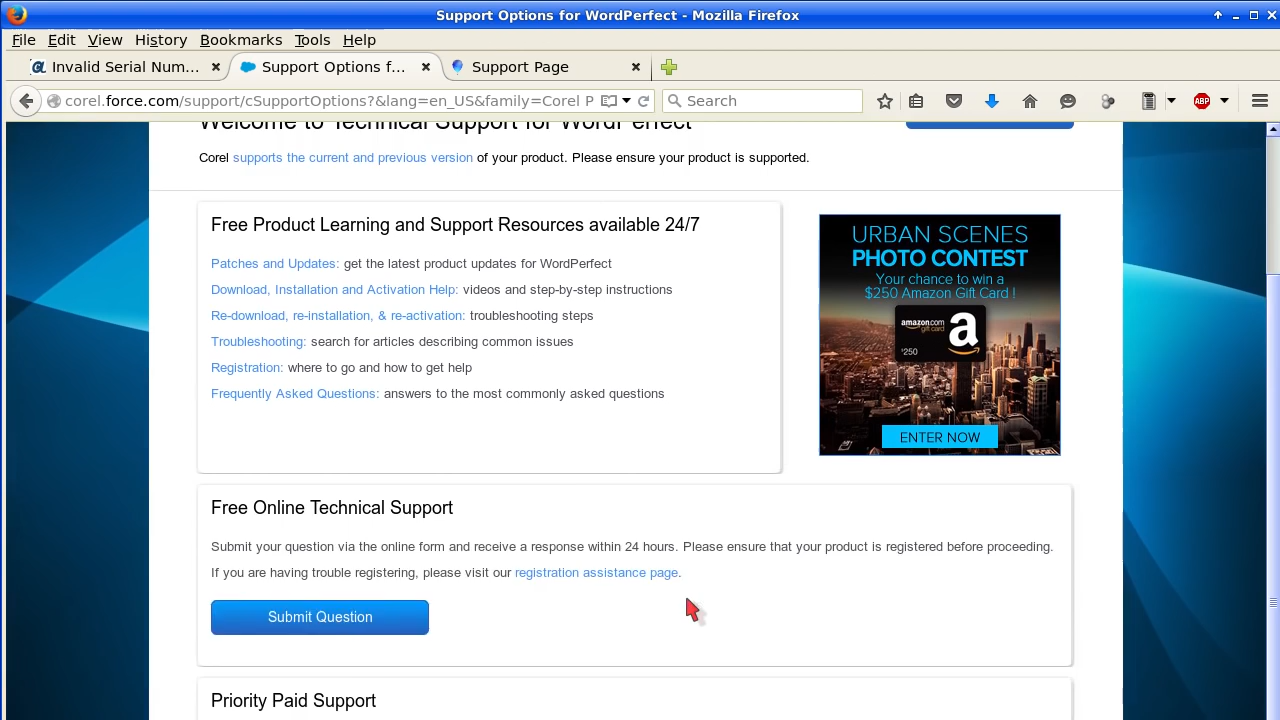 Support Options for WordPerfect - Mozilla Firefox
File Edit View History Bookmarks Tools Help
Invalid Serial Num...
Support Options f...
Support Page
corel.force.com/support/cSupportOptions?&lang=en_US&family=Corel P
Search
ABP
Welcome to Technical Support for WordPerfect
Corel supports the current and previous version of your product. Please ensure your product is supported.
Free Product Learning and Support Resources available 24/7
Patches and Updates: get the latest product updates for WordPerfect
Download, Installation and Activation Help: videos and step-by-step instructions
Re-download, re-installation, & re-activation: troubleshooting steps
Troubleshooting: search for articles describing common issues
Registration: where to go and how to get help
Frequently Asked Questions: answers to the most commonly asked questions
URBAN SCENES
PHOTO CONTEST
Your chance to win a
$250 Amazon Gift Card !
amazon.com
gift card
a
$250
ENTER NOW
Free Online Technical Support
Submit your question via the online form and receive a response within 24 hours. Please ensure that your product is registered before proceeding.
If you are having trouble registering, please visit our registration assistance page.
Submit Question
Priority Paid Support